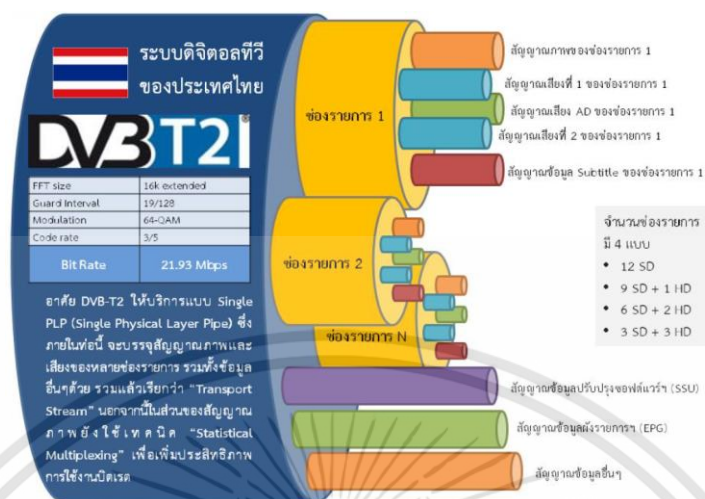 ระบบดิจิตอลทีวี
ของประเทศไทย
DVB T2
FFT size 16k extended
Guard Interval 19/128
Modulation 64-QAM
Code rate 3/5
Bit Rate 21.93 Mbps
อาศัย DVB-T2 ให้บริการแบบ Single
PLP (Single Physical Layer Pipe) ซึ่ง
ภายในท่อนี้ จะบรรจุสัญญาณภาพและ
เสียงของหลายช่องรายการ รวมทั้งข้อมูล
อื่นๆด้วย รวมแล้วเรียกว่า "Transport
Stream" นอกจากนี้ในส่วนของสัญญาณ
ภาพยังใช้เทคนิค "Statistical
Multiplexing" เพื่อเพิ่มประสิทธิภาพ
การใช้งานบิตเรต
ช่องรายการ 1
ช่องรายการ 2
ช่องรายการ N
สัญญาณภาพของช่องรายการ 1
สัญญาณเสียงที่ 1 ของช่องรายการ 1
สัญญาณเสียง AD ของช่องรายการ 1
สัญญาณเสียงที่ 2 ของช่องรายการ 1
สัญญาณข้อมูล Subtitle ของช่องรายการ 1
จำนวนช่องรายการ
มี 4 แบบ
• 12 SD
• 9 SD + 1 HD
• 6 SD + 2 HD
• 3 SD + 3 HD
สัญญาณข้อมูลปรับปรุงซอฟต์แวร์ฯ (SSU)
สัญญาณข้อมูลผังรายการฯ (EPG)
สัญญาณข้อมูลอื่นๆ